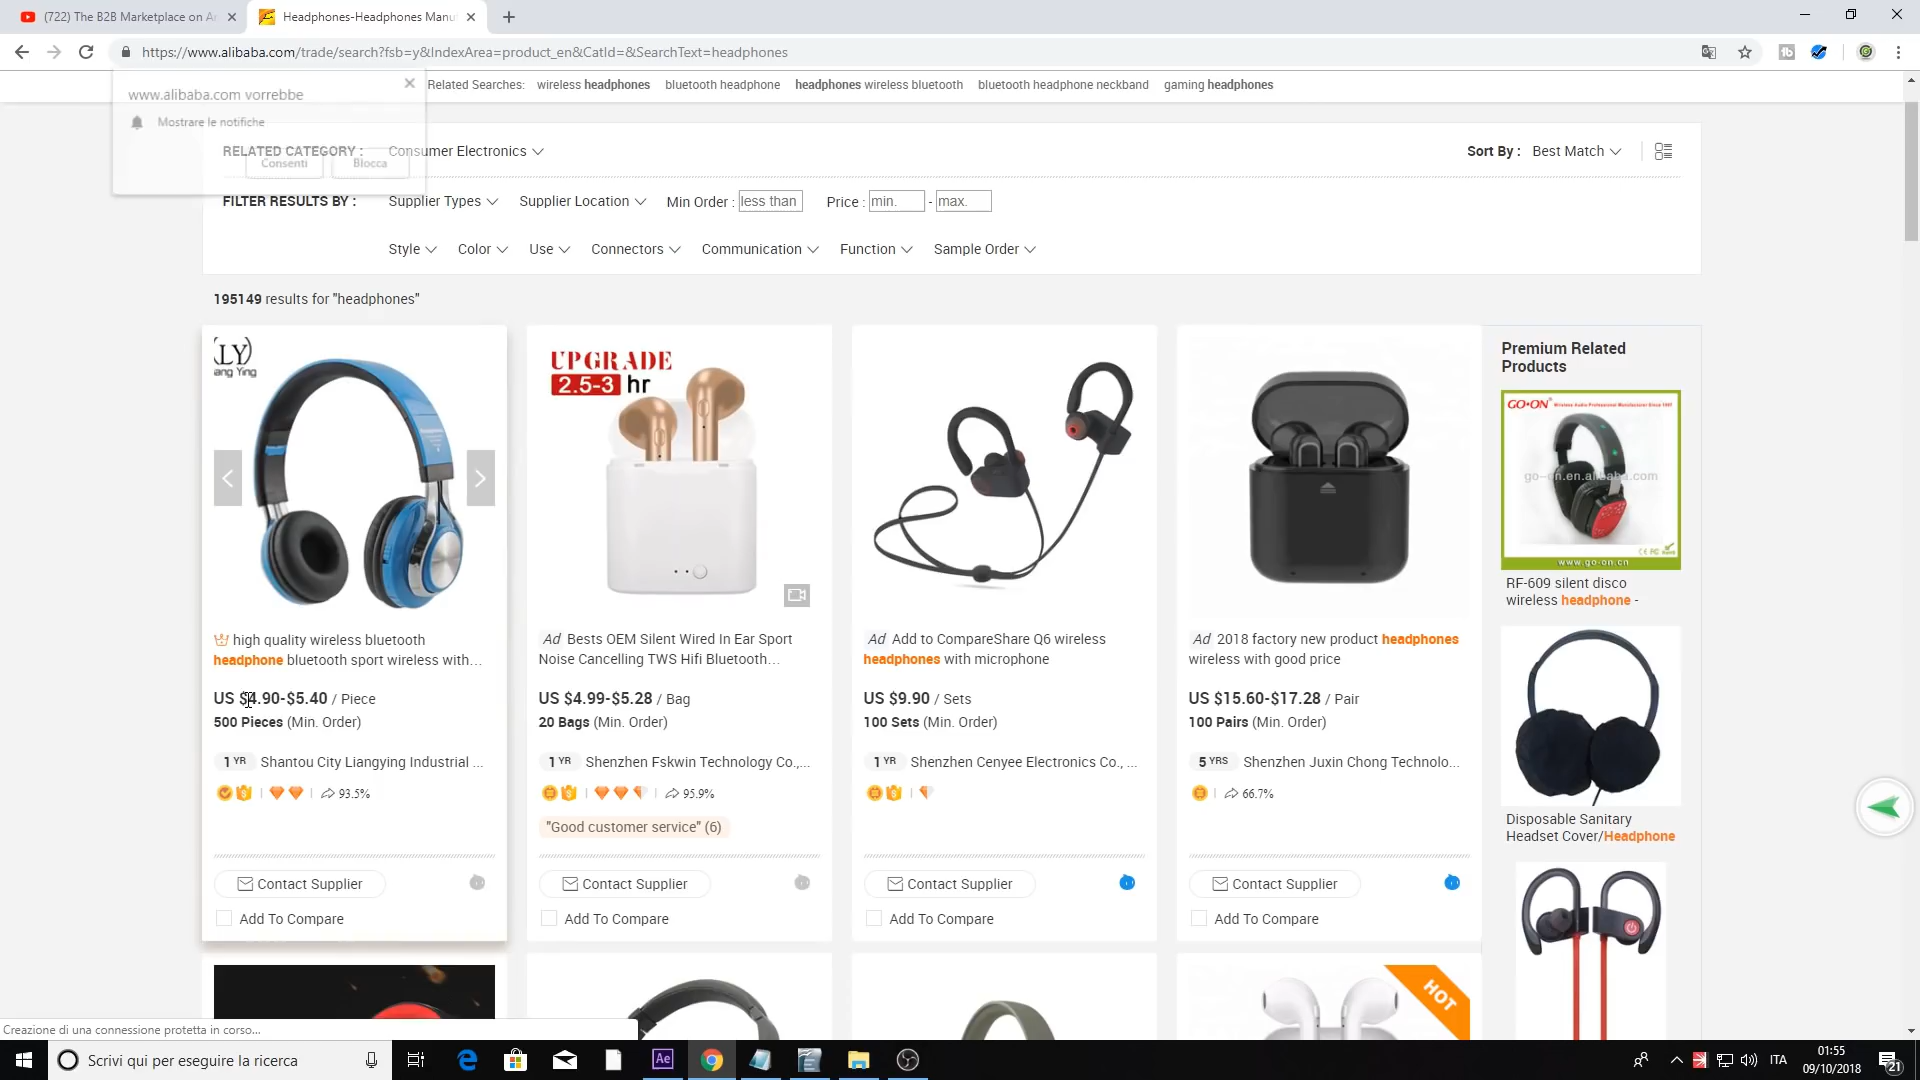 (722) The B2B Marketplace on A
Headphones-Headphones Manu
https://www.alibaba.com/trade/search?fsb=y&IndexArea=product_en&CatId=&SearchText=headphones
www.alibaba.com vorrebbe
Mostrare le notifiche
Consenti Blocca
Related Searches: wireless headphones bluetooth headphone headphones wireless bluetooth bluetooth headphone neckband gaming headphones
RELATED CATEGORY : Consumer Electronics
Sort By : Best Match
FILTER RESULTS BY : Supplier Types Supplier Location Min Order : less than Price : min. - max.
Style Color Use Connectors Communication Function Sample Order
195149 results for "headphones"
LY)
ang Ying
high quality wireless bluetooth
headphone bluetooth sport wireless with...
US $4.90-$5.40 / Piece
500 Pieces (Min. Order)
1 YR Shantou City Liangying Industrial ...
93.5%
Contact Supplier
Add To Compare
UPGRADE
2.5-3 hr
Ad Bests OEM Silent Wired In Ear Sport
Noise Cancelling TWS Hifi Bluetooth...
US $4.99-$5.28 / Bag
20 Bags (Min. Order)
1 YR Shenzhen Fskwin Technology Co.,...
95.9%
"Good customer service" (6)
Contact Supplier
Add To Compare
Ad Add to CompareShare Q6 wireless
headphones with microphone
US $9.90 / Sets
100 Sets (Min. Order)
1 YR Shenzhen Cenyee Electronics Co., ...
Contact Supplier
Add To Compare
Ad 2018 factory new product headphones
wireless with good price
US $15.60-$17.28 / Pair
100 Pairs (Min. Order)
5 YRS Shenzhen Juxin Chong Technolo...
66.7%
Contact Supplier
Add To Compare
HOT
Premium Related
Products
GO•ON Wireless Audio Professional Manufacturer Since 1997
go-on.en.alibaba.com
www.go-on.cn
RF-609 silent disco
wireless headphone -
Disposable Sanitary
Headset Cover/Headphone
Creazione di una connessione protetta in corso...
Scrivi qui per eseguire la ricerca
Ae
ITA
01:55
09/10/2018
21